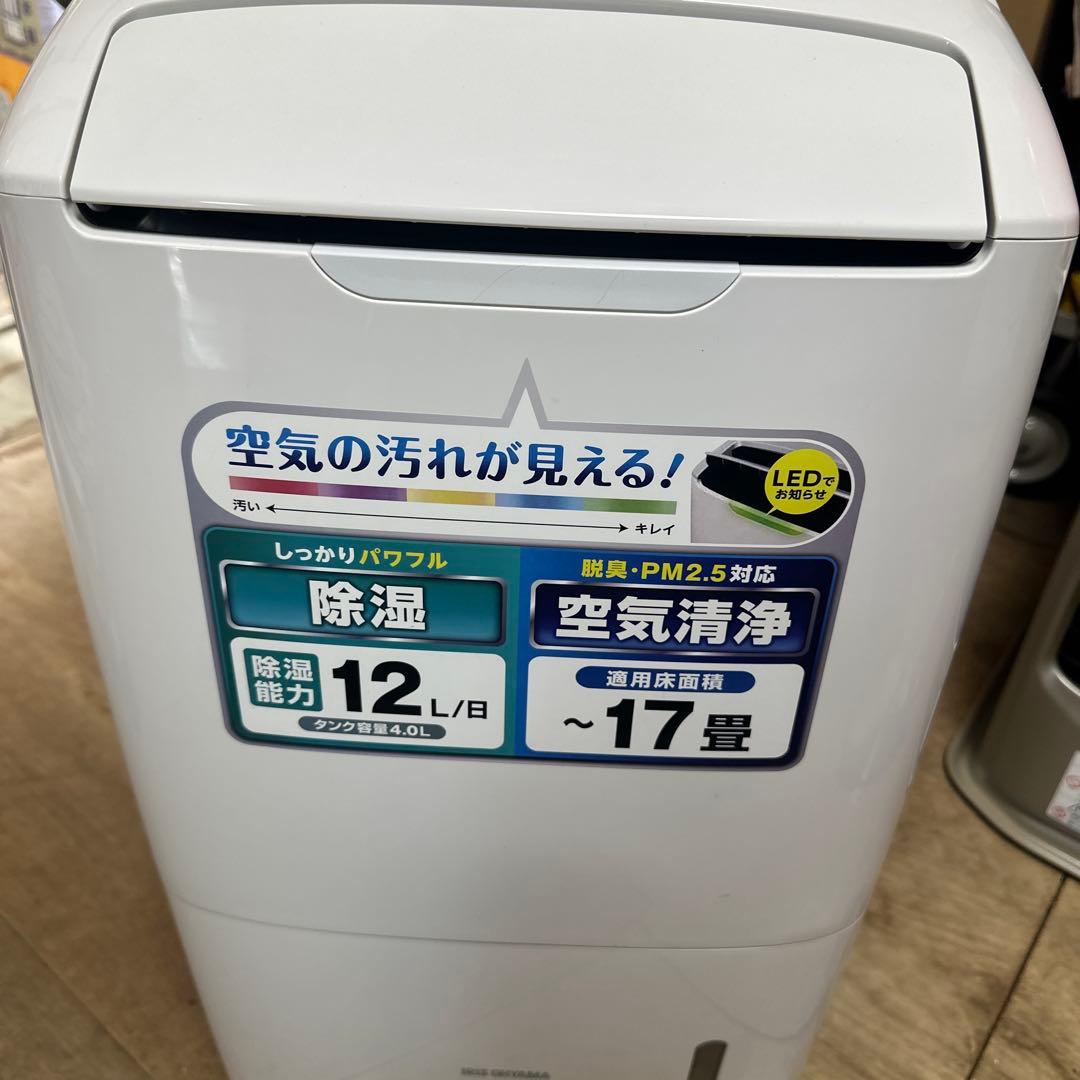 空気の汚れが見える!
汚い
キレイ
LEDで
お知らせ
しっかりパワフル
除湿
除湿
能力
12L/日
タンク容量4.0L
脱臭・PM2.5対応
空気清浄
適用床面積
~17畳
IRIS OHYAMA